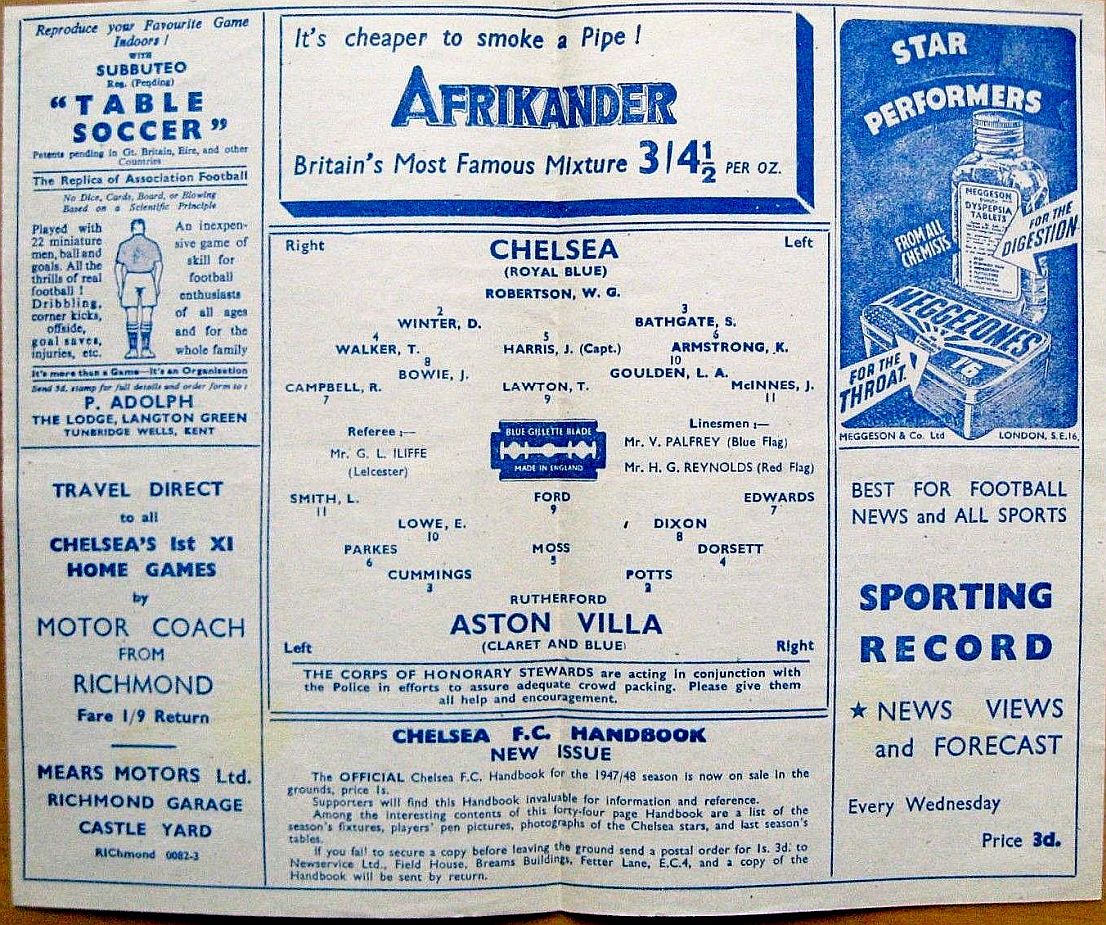 Reproduce your Favourite Game
Indoors !
WITH
SUBBUTEO
Reg. (Pending)
“TABLE
SOCCER”
Patents pending in Gt. Britain, Eire, and other
Countries
The Replica of Association Football
No Dice, Cards, Board, or Blowing
Based on a Scientific Principle
Played with
22 miniature
men, ball and
goals. All the
thrills of real
football !
Dribbling,
corner kicks,
offside,
goal saves,
injuries, etc.
An inexpen-
sive game of
skill for
football
enthusiasts
of all ages
and for the
whole family
It's more than a Game—It's an Organisation
Send 3d. stamp for full details and order form to :
P. ADOLPH
THE LODGE, LANGTON GREEN
TUNBRIDGE WELLS, KENT
TRAVEL DIRECT
to all
CHELSEA'S 1st XI
HOME GAMES
by
MOTOR COACH
FROM
RICHMOND
Fare 1/9 Return
MEARS MOTORS Ltd.
RICHMOND GARAGE
CASTLE YARD
RIChmond 0082-3
It's cheaper to smoke a Pipe !
AFRIKANDER
Britain's Most Famous Mixture 3/4½ PER OZ.
Right CHELSEA Left
(ROYAL BLUE)
ROBERTSON, W. G.
2 3
WINTER, D. BATHGATE, S.
4 5 6
WALKER, T. HARRIS, J. (Capt.) ARMSTRONG, K.
8 10
BOWIE, J. GOULDEN, L. A.
CAMPBELL, R. LAWTON, T. McINNES, J.
7 9 11
Referee :—
Mr. G. L. ILIFFE
(Leicester)
BLUE GILLETTE BLADE
MADE IN ENGLAND
Linesmen :—
Mr. V. PALFREY (Blue Flag)
Mr. H. G. REYNOLDS (Red Flag)
SMITH, L. FORD EDWARDS
11 9 7
LOWE, E. DIXON
10 8
PARKES MOSS DORSETT
6 5 4
CUMMINGS POTTS
3 2
RUTHERFORD
ASTON VILLA
Left (CLARET AND BLUE) Right
THE CORPS OF HONORARY STEWARDS are acting in conjunction with
the Police in efforts to assure adequate crowd packing. Please give them
all help and encouragement.
CHELSEA F.C. HANDBOOK
NEW ISSUE
The OFFICIAL Chelsea F.C. Handbook for the 1947/48 season is now on sale in the
grounds, price 1s.
Supporters will find this Handbook invaluable for information and reference.
Among the interesting contents of this forty-four page Handbook are a list of the
season's fixtures, players' pen pictures, photographs of the Chelsea stars, and last season's
tables.
If you fail to secure a copy before leaving the ground send a postal order for 1s. 3d. to
Newservice Ltd., Field House, Breams Buildings, Fetter Lane, E.C.4, and a copy of the
Handbook will be sent by return.
STAR
PERFORMERS
MEGGESON
DYSPEPSIA
TABLETS
FROM ALL
CHEMISTS
FOR THE
DIGESTION
MEGGEZONES
FOR THE
THROAT
MEGGESON & Co. Ltd LONDON, S.E.16.
BEST FOR FOOTBALL
NEWS and ALL SPORTS
SPORTING
RECORD
★ NEWS VIEWS
and FORECAST
Every Wednesday
Price 3d.